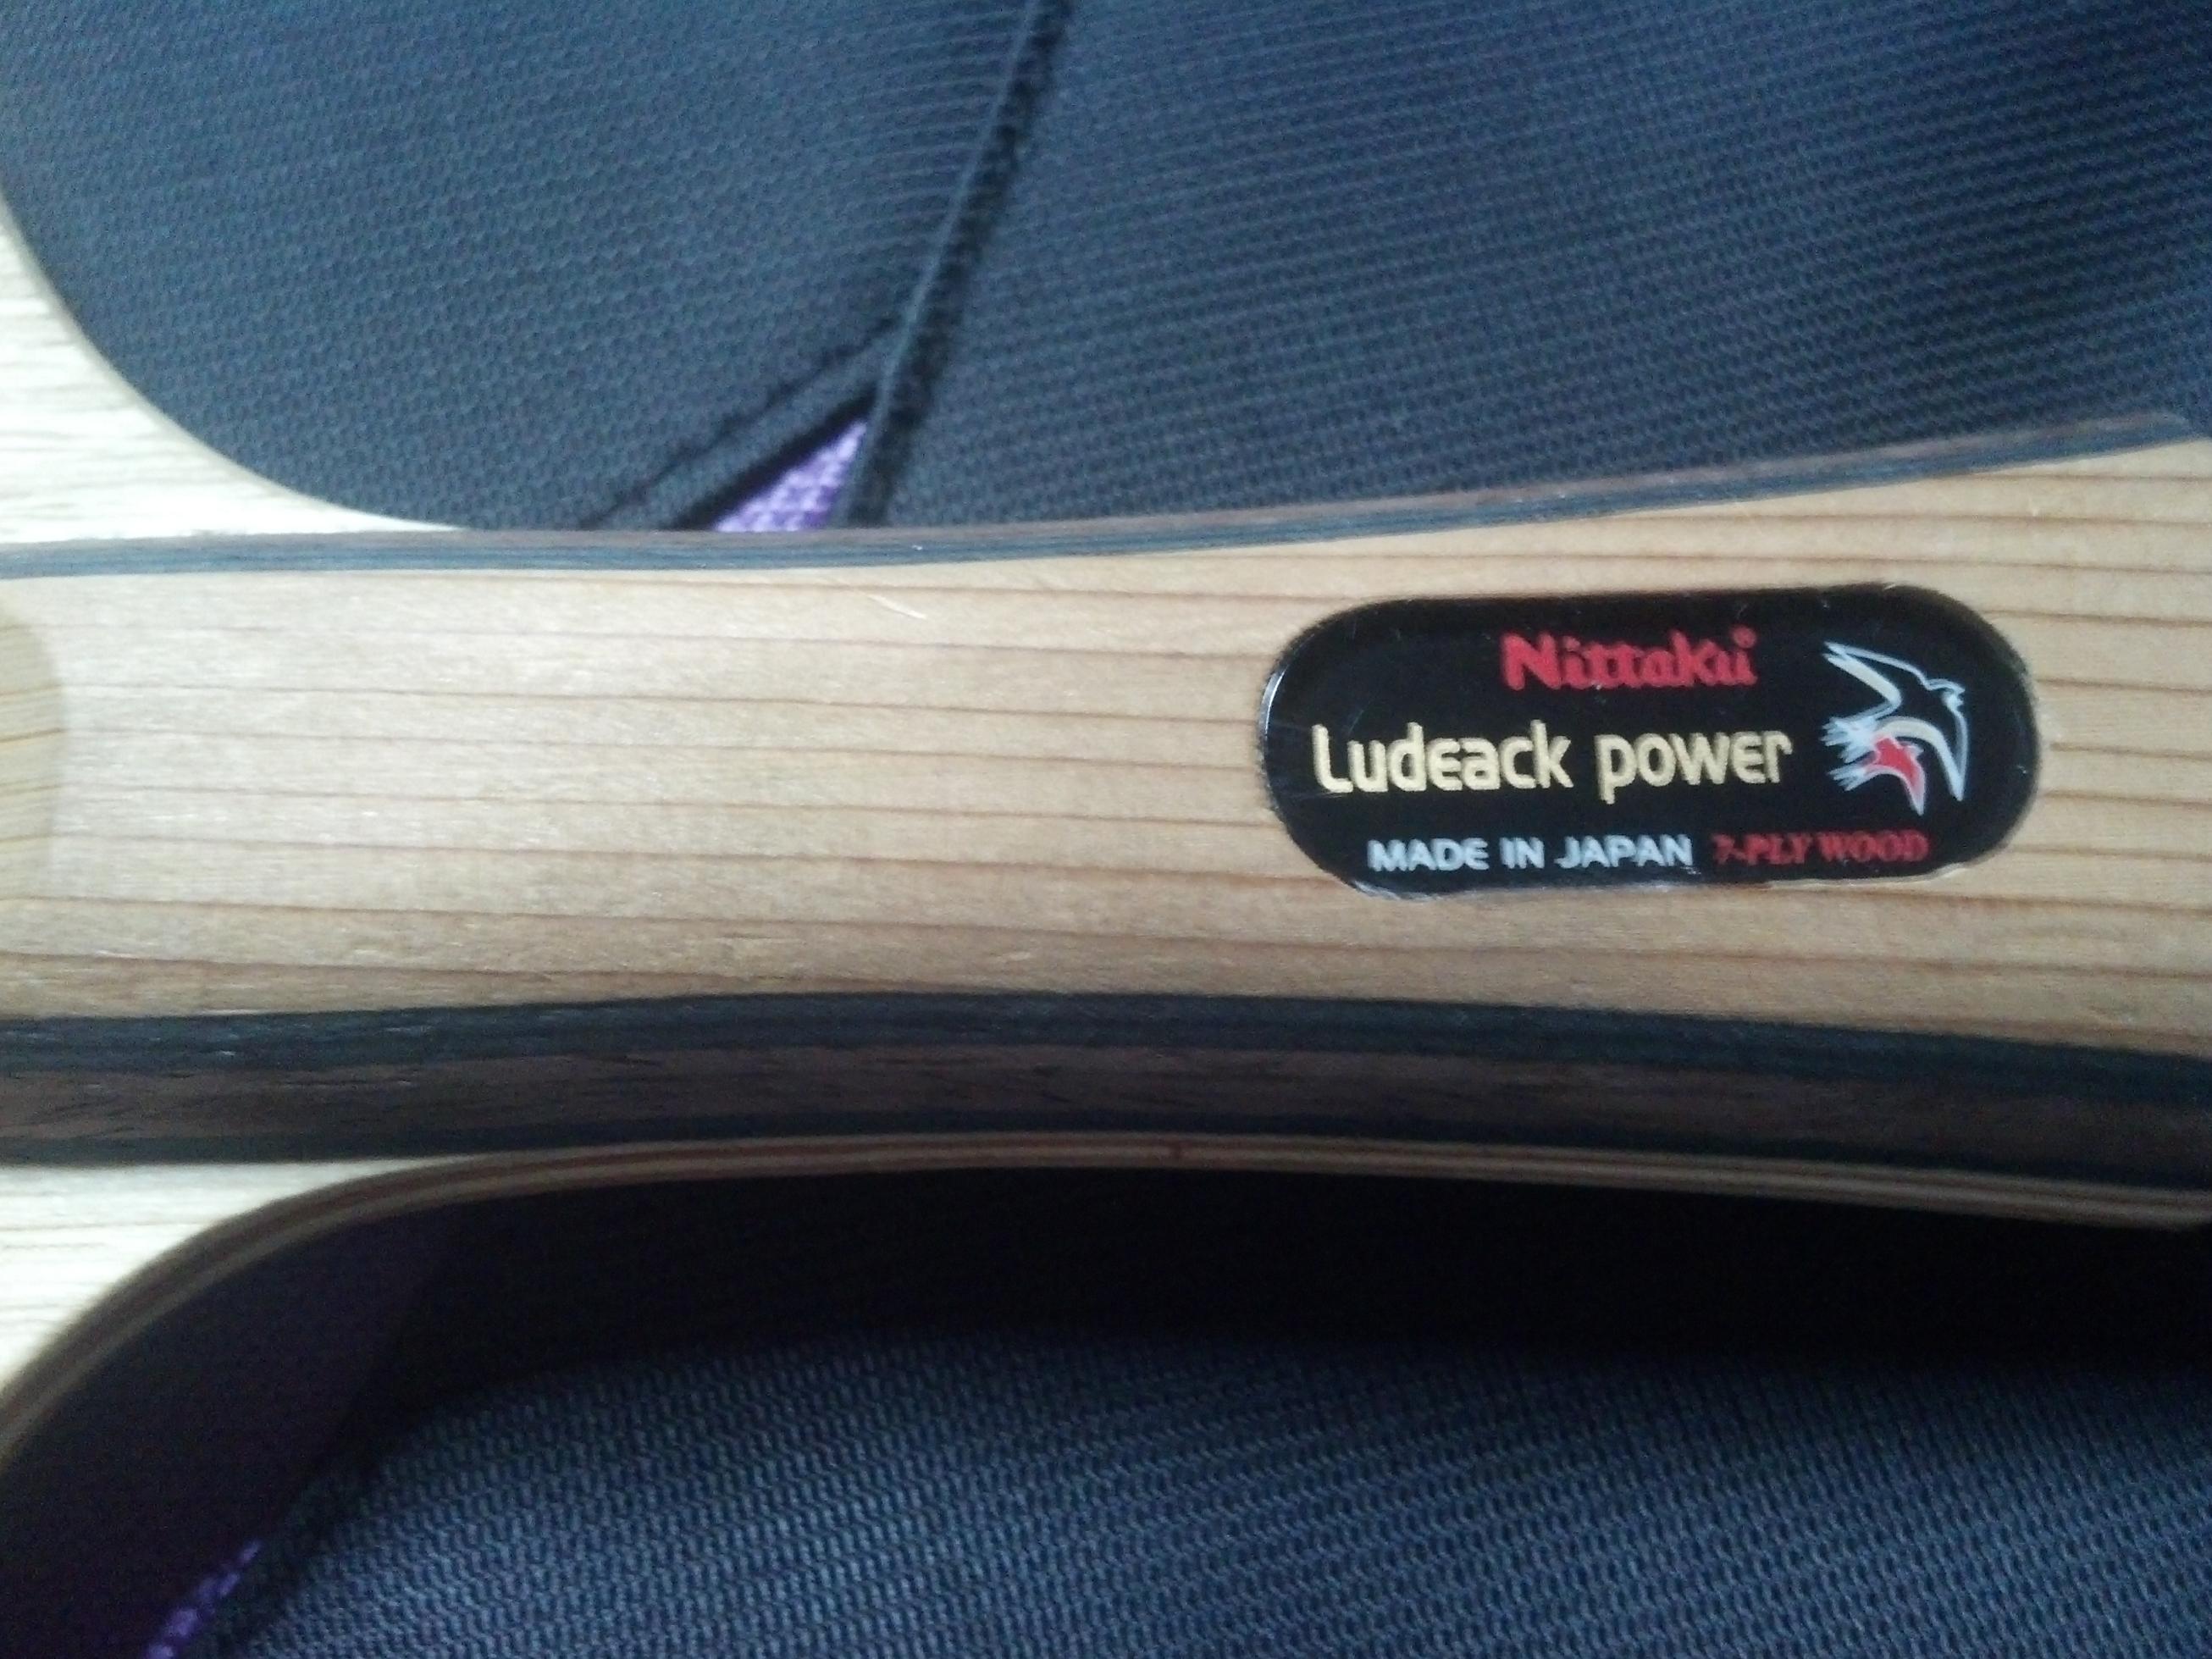 Nittaku®
Ludeack power
MADE IN JAPAN 7-PLY WOOD